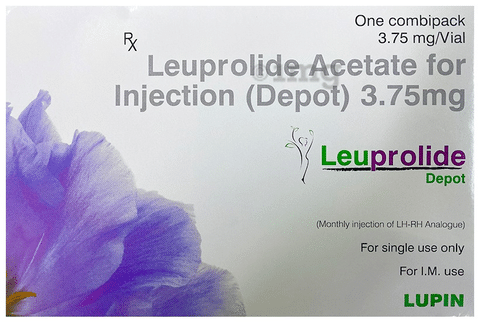 One combipack
3.75 mg/Vial
Rx
Leuprolide Acetate for
Injection (Depot) 3.75mg
Leuprolide
Depot
(Monthly injection of LH-RH Analogue)
For single use only
For I.M. use
LUPIN